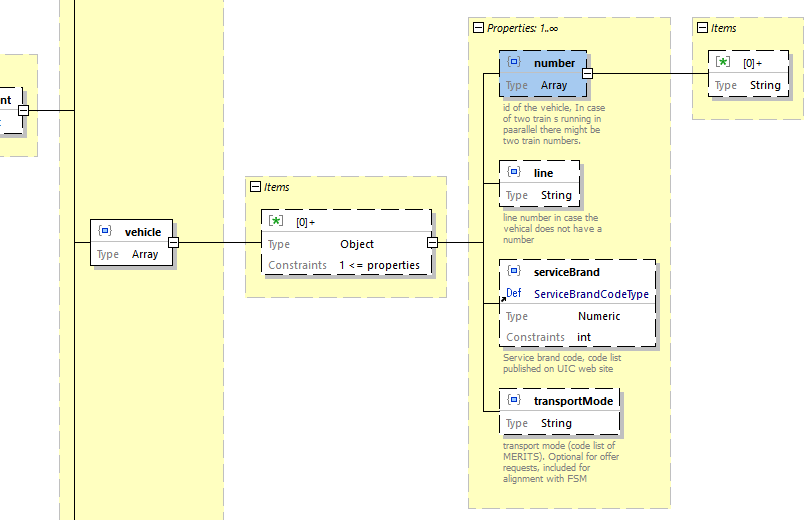 nt
vehicle
Type Array
Items
[0]+
Type Object
Constraints 1 <= properties
Properties: 1..∞
number
Type Array
id of the vehicle, In case
of two train s running in
paarallel there might be
two train numbers.
line
Type String
line number in case the
vehical does not have a
number
serviceBrand
Def ServiceBrandCodeType
Type Numeric
Constraints int
Service brand code, code list
published on UIC web site
transportMode
Type String
transport mode (code list of
MERITS). Optional for offer
requests, included for
alignment with FSM
Items
[0]+
Type String